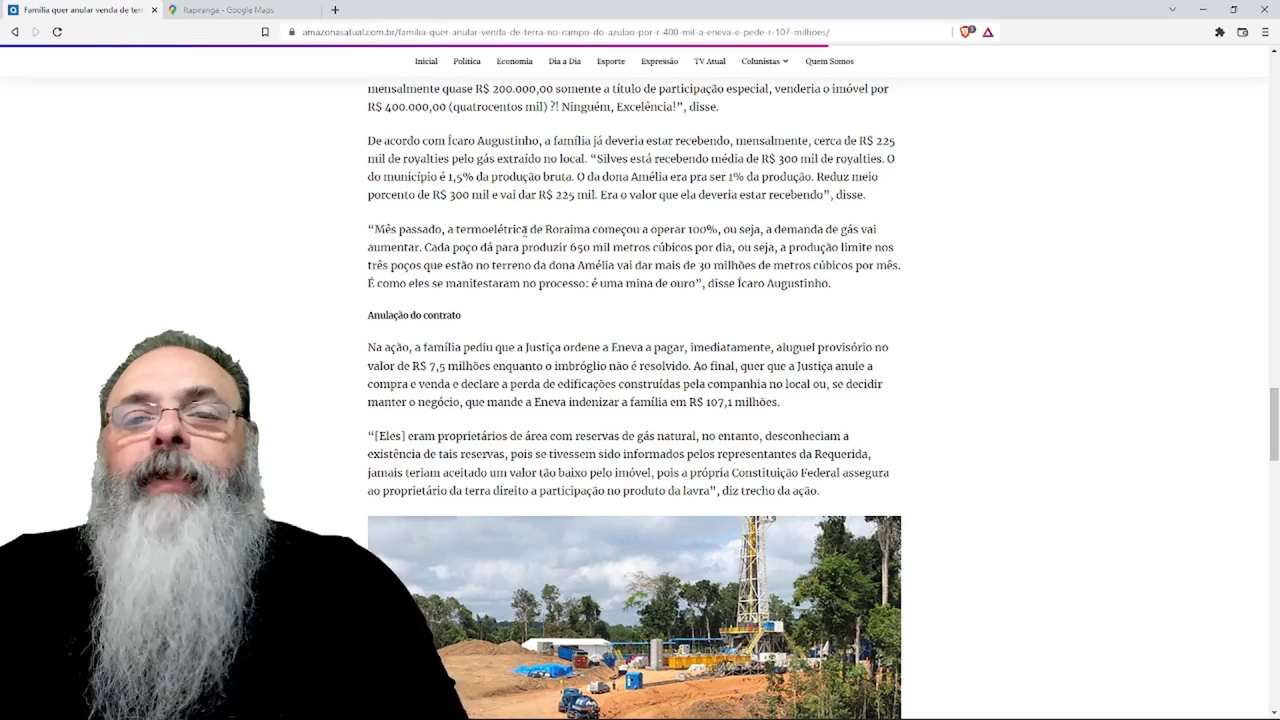 Família quer anular venda de terr
Itapiranga - Google Maps
amazonasatual.com.br/familia-quer-anular-venda-de-terra-no-campo-do-azulao-por-r-400-mil-a-eneva-e-pede-r-107-milhoes/
Inicial Política Economia Dia a Dia Esporte Expressão TV Atual Colunistas Quem Somos
mensalmente quase R$ 200.000,00 somente a título de participação especial, venderia o imóvel por
R$ 400.000,00 (quatrocentos mil) ?! Ninguém, Excelência!”, disse.
De acordo com Ícaro Augustinho, a família já deveria estar recebendo, mensalmente, cerca de R$ 225
mil de royalties pelo gás extraído no local. “Silves está recebendo média de R$ 300 mil de royalties. O
do município é 1,5% da produção bruta. O da dona Amélia era pra ser 1% da produção. Reduz meio
porcento de R$ 300 mil e vai dar R$ 225 mil. Era o valor que ela deveria estar recebendo”, disse.
“Mês passado, a termoelétrica de Roraima começou a operar 100%, ou seja, a demanda de gás vai
aumentar. Cada poço dá para produzir 650 mil metros cúbicos por dia, ou seja, a produção limite nos
três poços que estão no terreno da dona Amélia vai dar mais de 30 milhões de metros cúbicos por mês.
É como eles se manifestaram no processo: é uma mina de ouro”, disse Ícaro Augustinho.
Anulação do contrato
Na ação, a família pediu que a Justiça ordene a Eneva a pagar, imediatamente, aluguel provisório no
valor de R$ 7,5 milhões enquanto o imbróglio não é resolvido. Ao final, quer que a Justiça anule a
compra e venda e declare a perda de edificações construídas pela companhia no local ou, se decidir
manter o negócio, que mande a Eneva indenizar a família em R$ 107,1 milhões.
“[Eles] eram proprietários de área com reservas de gás natural, no entanto, desconheciam a
existência de tais reservas, pois se tivessem sido informados pelos representantes da Requerida,
jamais teriam aceitado um valor tão baixo pelo imóvel, pois a própria Constituição Federal assegura
ao proprietário da terra direito a participação no produto da lavra”, diz trecho da ação.